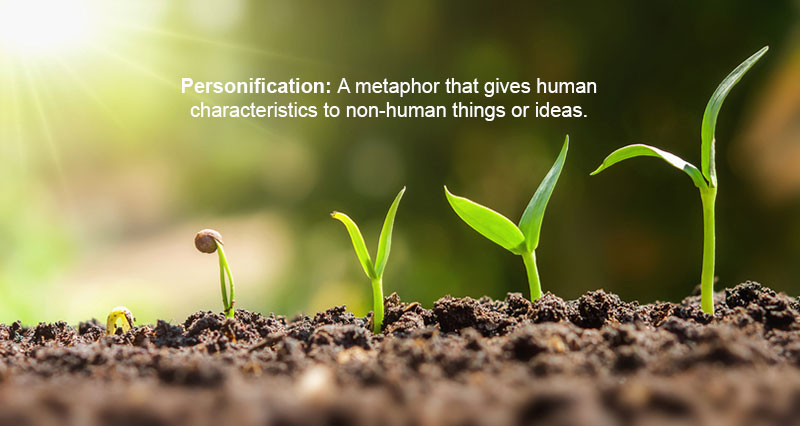 Personification: A metaphor that gives human
characteristics to non-human things or ideas.